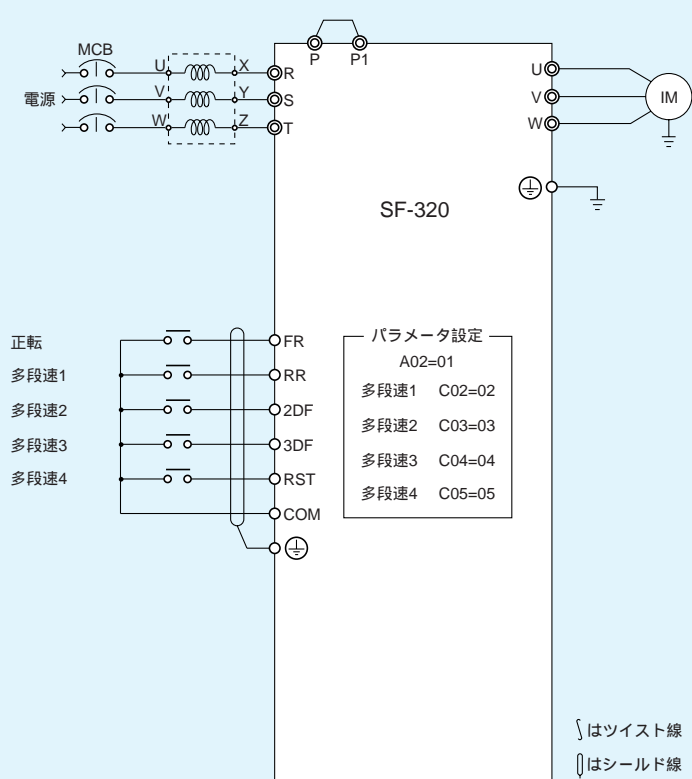 P P1
MCB
U X R
電源 V Y S
W Z T
U
V
W
IM
SF-320
正転 FR
多段速1 RR
多段速2 2DF
多段速3 3DF
多段速4 RST
COM
パラメータ設定
A02=01
多段速1 C02=02
多段速2 C03=03
多段速3 C04=04
多段速4 C05=05
はツイスト線
はシールド線